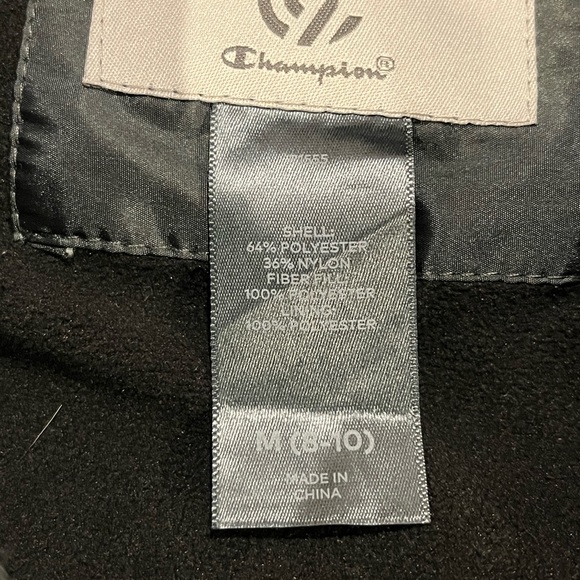 Champion®
SHELL:
64% POLYESTER
36% NYLON
FIBER FILL:
100% POLYESTER
LINING:
100% POLYESTER
M (8-10)
MADE IN
CHINA